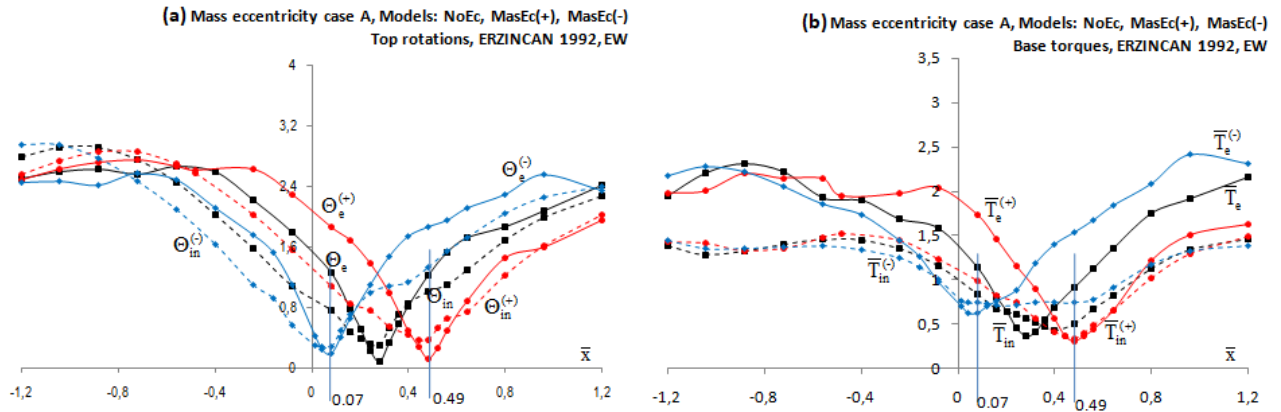 (a) Mass eccentricity case A, Models: NoEc, MasEc(+), MasEc(-)
Top rotations, ERZINCAN 1992, EW
4
3,2
2,4
1,6
0,8
0
-1,2
-0,8
-0,4
0
0,4
0,8
1,2
0.07
0.49
x̅
Θe(-)
Θe(+)
Θin(-)
Θe
Θin
Θin(+)
(b) Mass eccentricity case A, Models: NoEc, MasEc(+), MasEc(-)
Base torques, ERZINCAN 1992, EW
3,5
3
2,5
2
1,5
1
0,5
0
-1,2
-0,8
-0,4
0
0,4
0,8
1,2
0.07
0.49
x̅
T̅e(-)
T̅e
T̅e(+)
T̅in(-)
T̅in
T̅in(+)